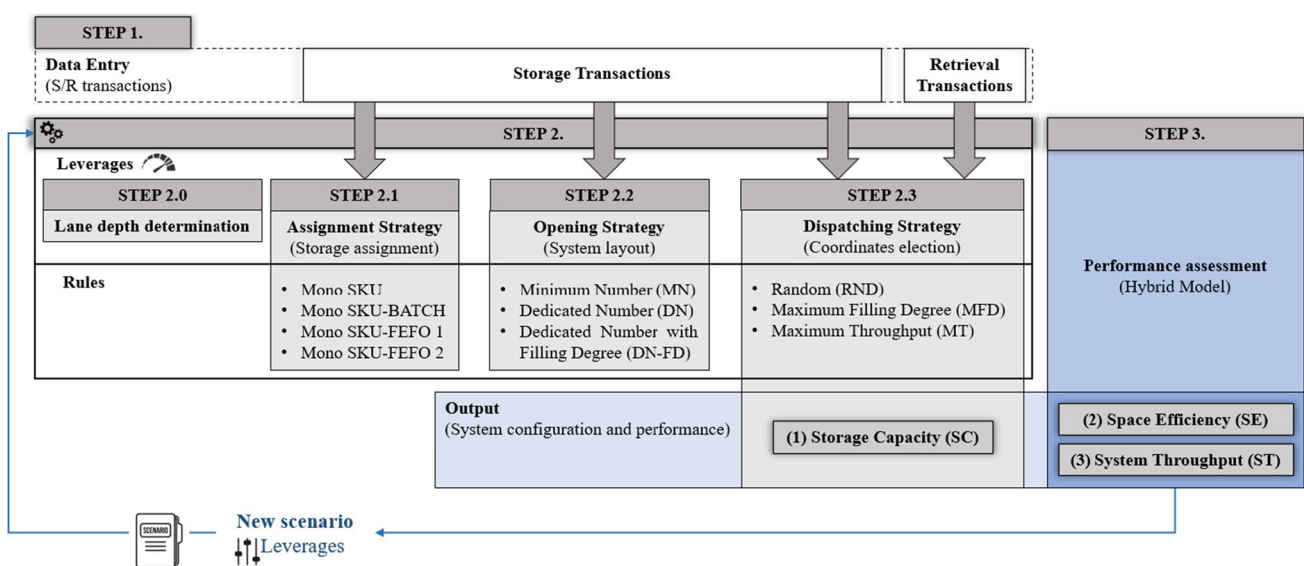 STEP 1.
Data Entry
(S/R transactions)
Storage Transactions
Retrieval
Transactions
STEP 2.
STEP 3.
Leverages
STEP 2.0
Lane depth determination
STEP 2.1
Assignment Strategy
(Storage assignment)
STEP 2.2
Opening Strategy
(System layout)
STEP 2.3
Dispatching Strategy
(Coordinates election)
Performance assessment
(Hybrid Model)
Rules
• Mono SKU
• Mono SKU-BATCH
• Mono SKU-FEFO 1
• Mono SKU-FEFO 2
• Minimum Number (MN)
• Dedicated Number (DN)
• Dedicated Number with
Filling Degree (DN-FD)
• Random (RND)
• Maximum Filling Degree (MFD)
• Maximum Throughput (MT)
Output
(System configuration and performance)
(1) Storage Capacity (SC)
(2) Space Efficiency (SE)
(3) System Throughput (ST)
SCENARIO
New scenario
Leverages